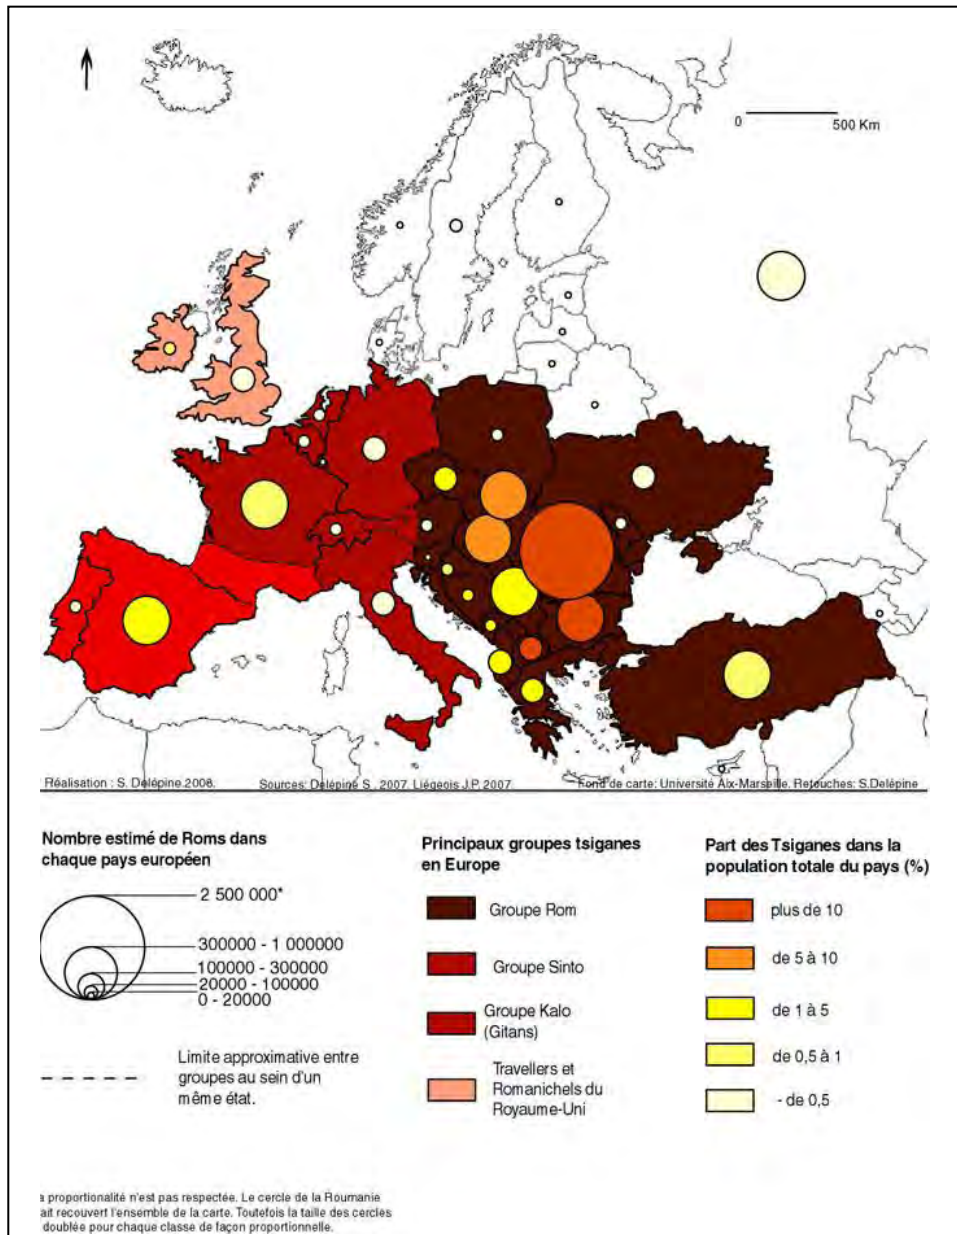 0
500 Km
Réalisation : S. Delépine.2008.
Sources: Delépine S., 2007. Liégeois J.P. 2007.
Fond de carte: Université Aix-Marseille. Retouches: S.Delépine
Nombre estimé de Roms dans
chaque pays européen
2 500 000*
300000 - 1 000000
100000 - 300000
20000 - 100000
0 - 20000
Limite approximative entre
groupes au sein d'un
même état.
Principaux groupes tsiganes
en Europe
Groupe Rom
Groupe Sinto
Groupe Kalo
(Gitans)
Travellers et
Romanichels du
Royaume-Uni
Part des Tsiganes dans la
population totale du pays (%)
plus de 10
de 5 à 10
de 1 à 5
de 0,5 à 1
- de 0,5
a proportionalité n'est pas respectée. Le cercle de la Roumanie
ait recouvert l'ensemble de la carte. Toutefois la taille des cercles
doublée pour chaque classe de façon proportionnelle.